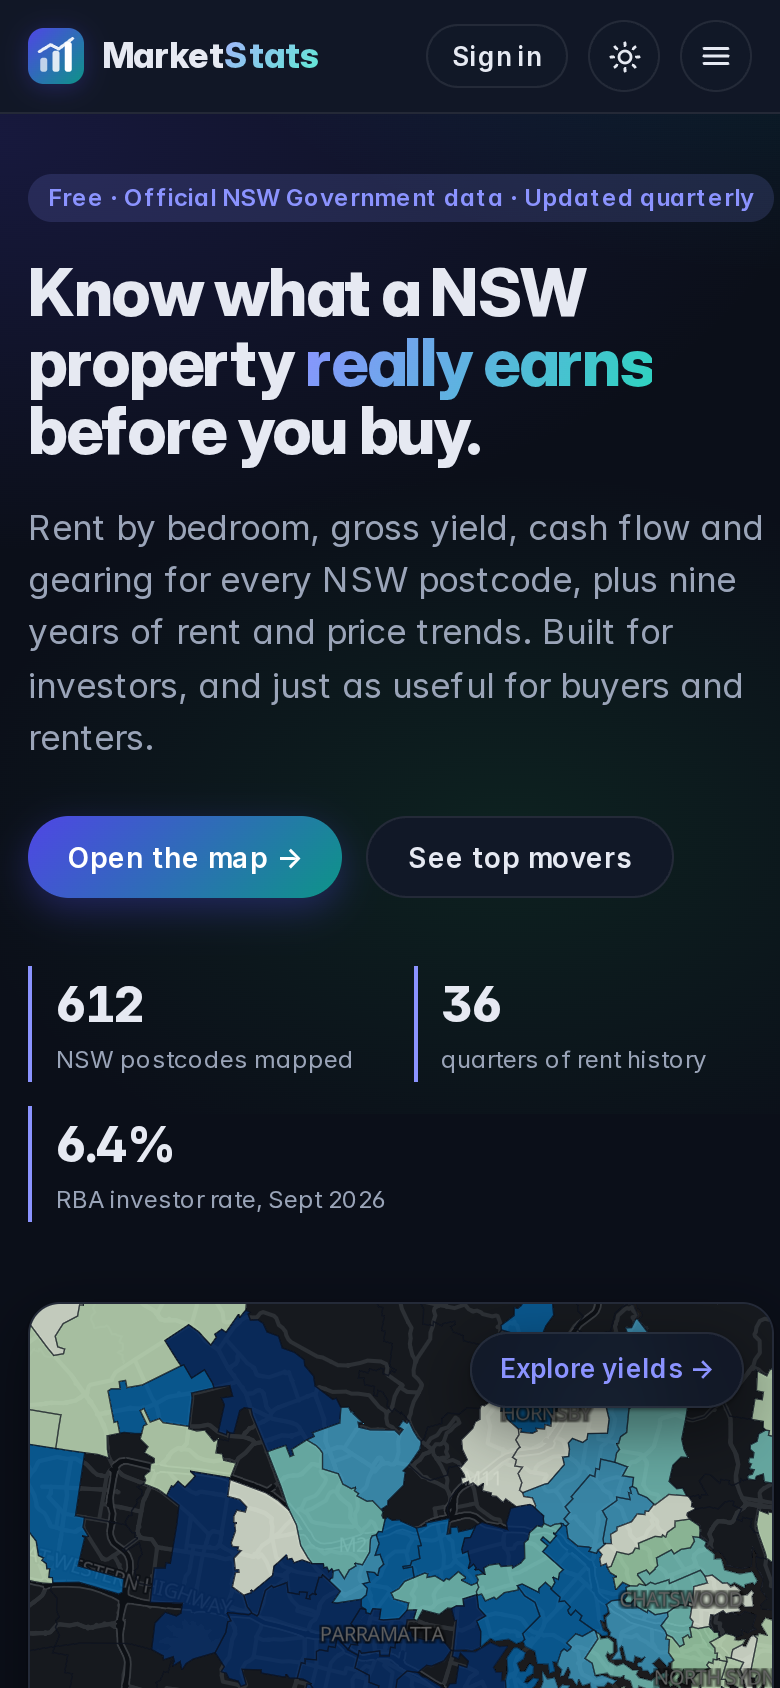 MarketStats
Sign in
Free · Official NSW Government data · Updated quarterly
Know what a NSW
property really earns
before you buy.
Rent by bedroom, gross yield, cash flow and
gearing for every NSW postcode, plus nine
years of rent and price trends. Built for
investors, and just as useful for buyers and
renters.
Open the map →
See top movers
612
NSW postcodes mapped
36
quarters of rent history
6.4%
RBA investor rate, Sept 2026
Explore yields →
HORNSBY
M2
WESTERN HIGHWAY
CHATSWOOD
PARRAMATTA
NORTH SYDN